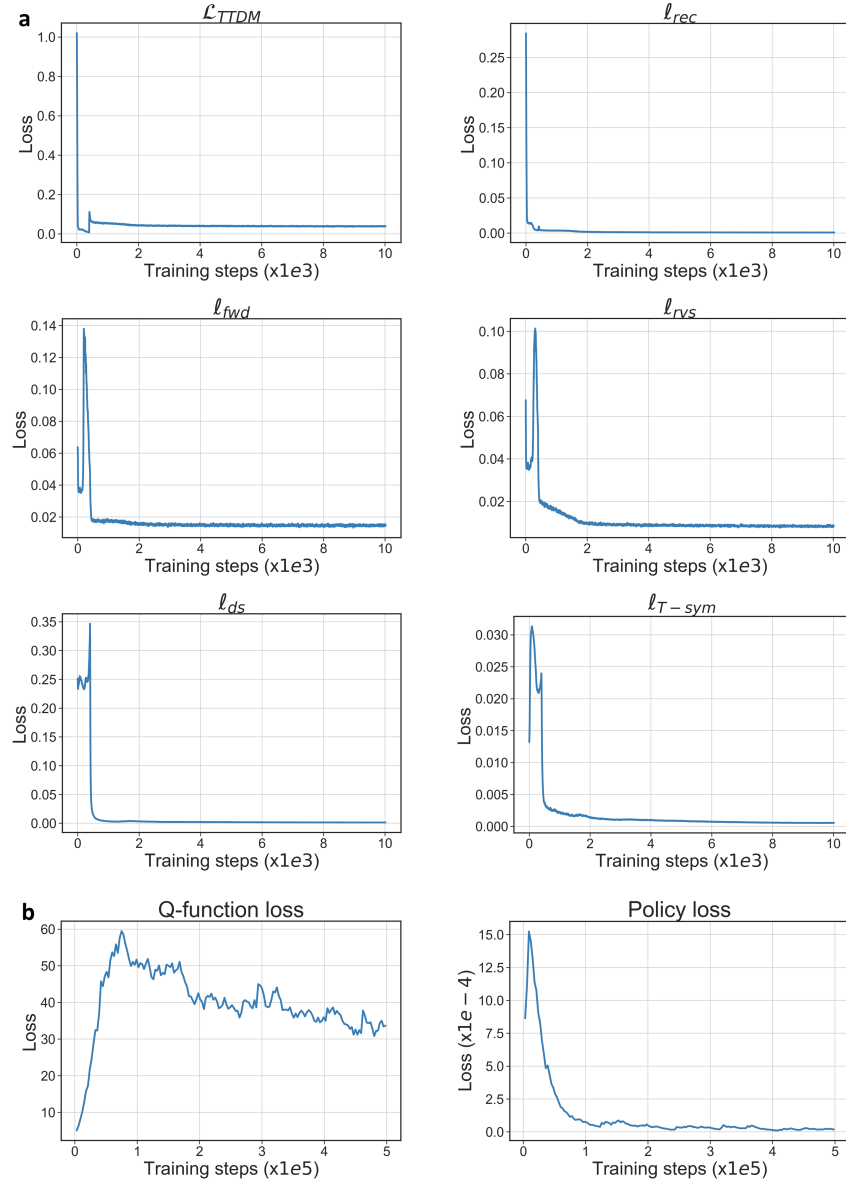 a
ℒ_TTDM
Loss
1.0
0.8
0.6
0.4
0.2
0.0
0 2 4 6 8 10
Training steps (x1e3)
ℓ_rec
Loss
0.25
0.20
0.15
0.10
0.05
0.00
0 2 4 6 8 10
Training steps (x1e3)
ℓ_fwd
Loss
0.14
0.12
0.10
0.08
0.06
0.04
0.02
0 2 4 6 8 10
Training steps (x1e3)
ℓ_rvs
Loss
0.10
0.08
0.06
0.04
0.02
0 2 4 6 8 10
Training steps (x1e3)
ℓ_ds
Loss
0.35
0.30
0.25
0.20
0.15
0.10
0.05
0.00
0 2 4 6 8 10
Training steps (x1e3)
ℓ_T−sym
Loss
0.030
0.025
0.020
0.015
0.010
0.005
0.000
0 2 4 6 8 10
Training steps (x1e3)
b
Q-function loss
Loss
60
50
40
30
20
10
0 1 2 3 4 5
Training steps (x1e5)
Policy loss
Loss (x1e − 4)
15.0
12.5
10.0
7.5
5.0
2.5
0.0
0 1 2 3 4 5
Training steps (x1e5)